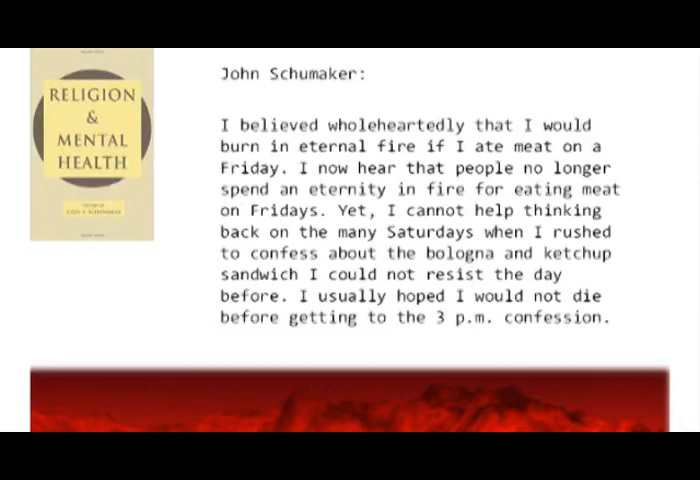 RELIGION
&
MENTAL
HEALTH
John Schumaker:
I believed wholeheartedly that I would
burn in eternal fire if I ate meat on a
Friday. I now hear that people no longer
spend an eternity in fire for eating meat
on Fridays. Yet, I cannot help thinking
back on the many Saturdays when I rushed
to confess about the bologna and ketchup
sandwich I could not resist the day
before. I usually hoped I would not die
before getting to the 3 p.m. confession.